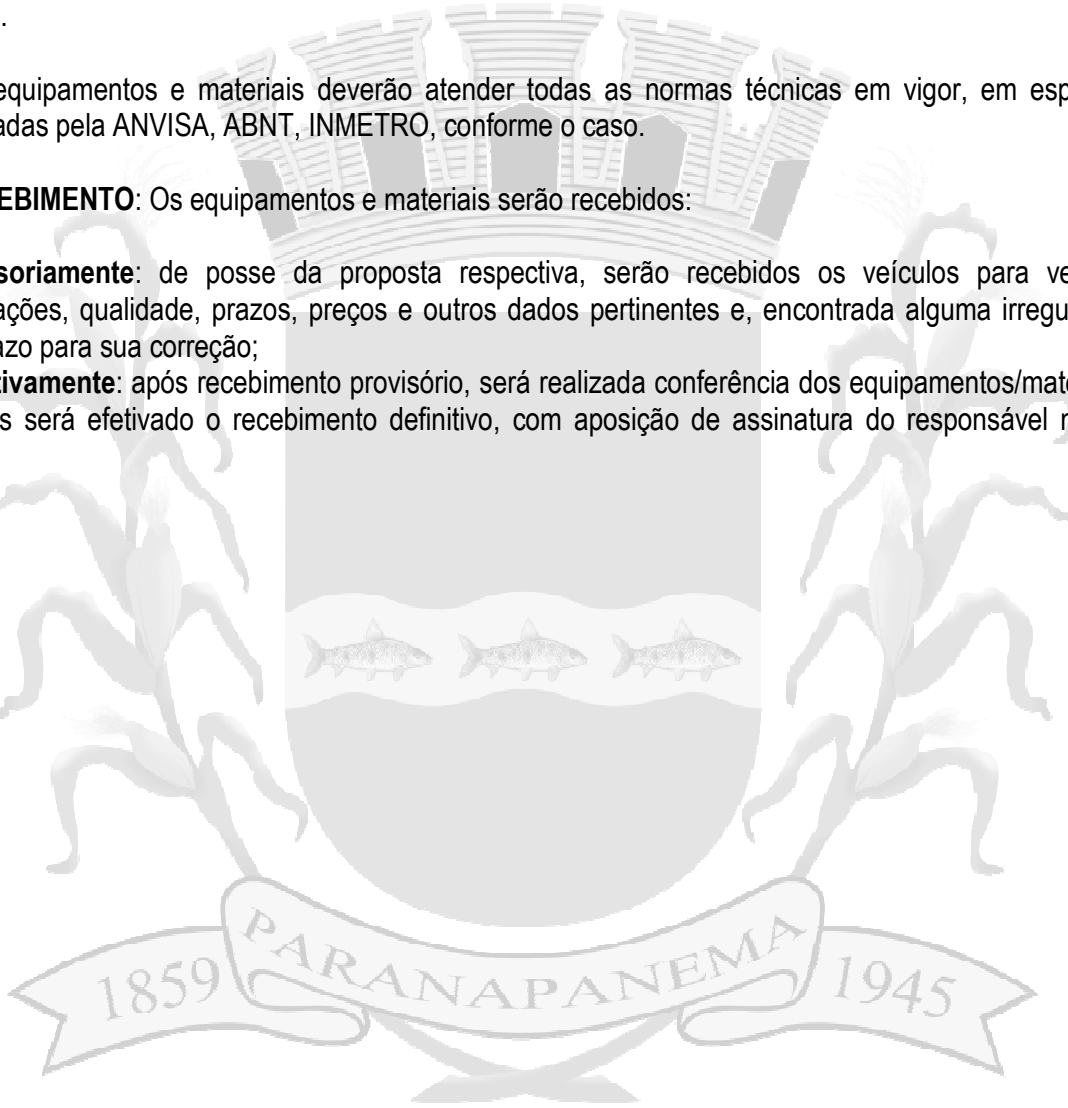 .
equipamentos e materiais deverão atender todas as normas técnicas em vigor, em esp
adas pela ANVISA, ABNT, INMETRO, conforme o caso.
EBIMENTO: Os equipamentos e materiais serão recebidos:
soriamente: de posse da proposta respectiva, serão recebidos os veículos para ve
ações, qualidade, prazos, preços e outros dados pertinentes e, encontrada alguma irregu
azo para sua correção;
tivamente: após recebimento provisório, será realizada conferência dos equipamentos/mate
s será efetivado o recebimento definitivo, com aposição de assinatura do responsável n
1859 PARANAPANEMA 1945